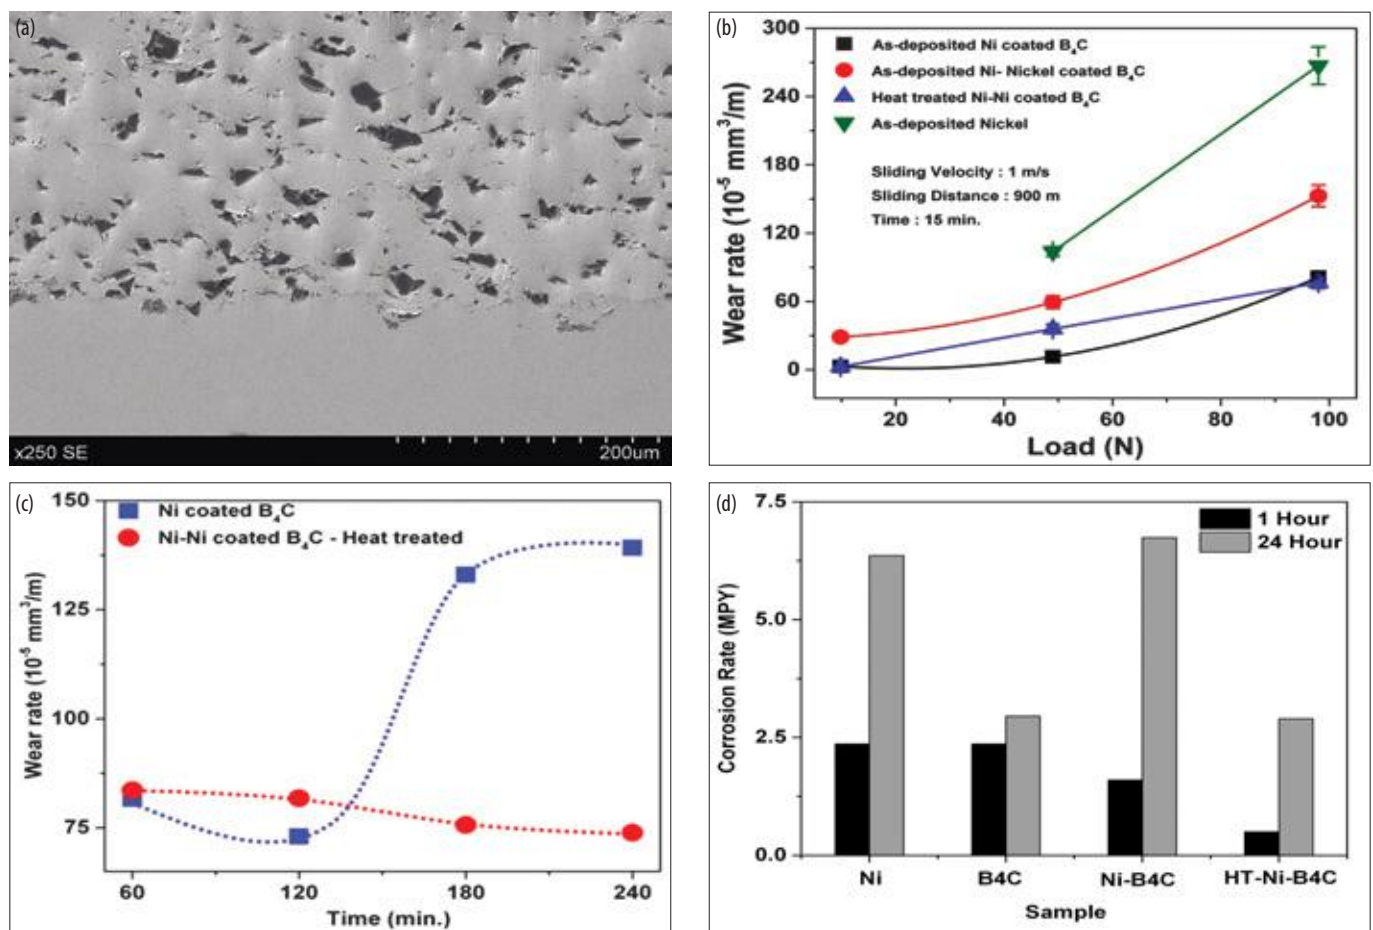 (a)
x250 SE
200um
(b)
300
240
180
120
60
0
Wear rate (10⁻⁵ mm³/m)
As-deposited Ni coated B₄C
As-deposited Ni- Nickel coated B₄C
Heat treated Ni-Ni coated B₄C
As-deposited Nickel
Sliding Velocity : 1 m/s
Sliding Distance : 900 m
Time : 15 min.
20 40 60 80 100
Load (N)
(c)
150
125
100
75
Wear rate (10⁻⁵ mm³/m)
Ni coated B₄C
Ni-Ni coated B₄C - Heat treated
60 120 180 240
Time (min.)
(d)
7.5
5.0
2.5
0.0
Corrosion Rate (MPY)
1 Hour
24 Hour
Ni B4C Ni-B4C HT-Ni-B4C
Sample